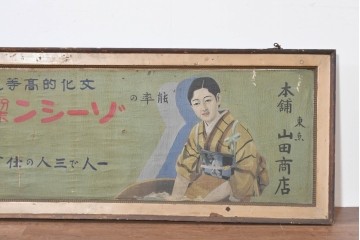 本舗
東京
山田商店
文化的高等
能率の
ゾーシン
一人で三人の仕